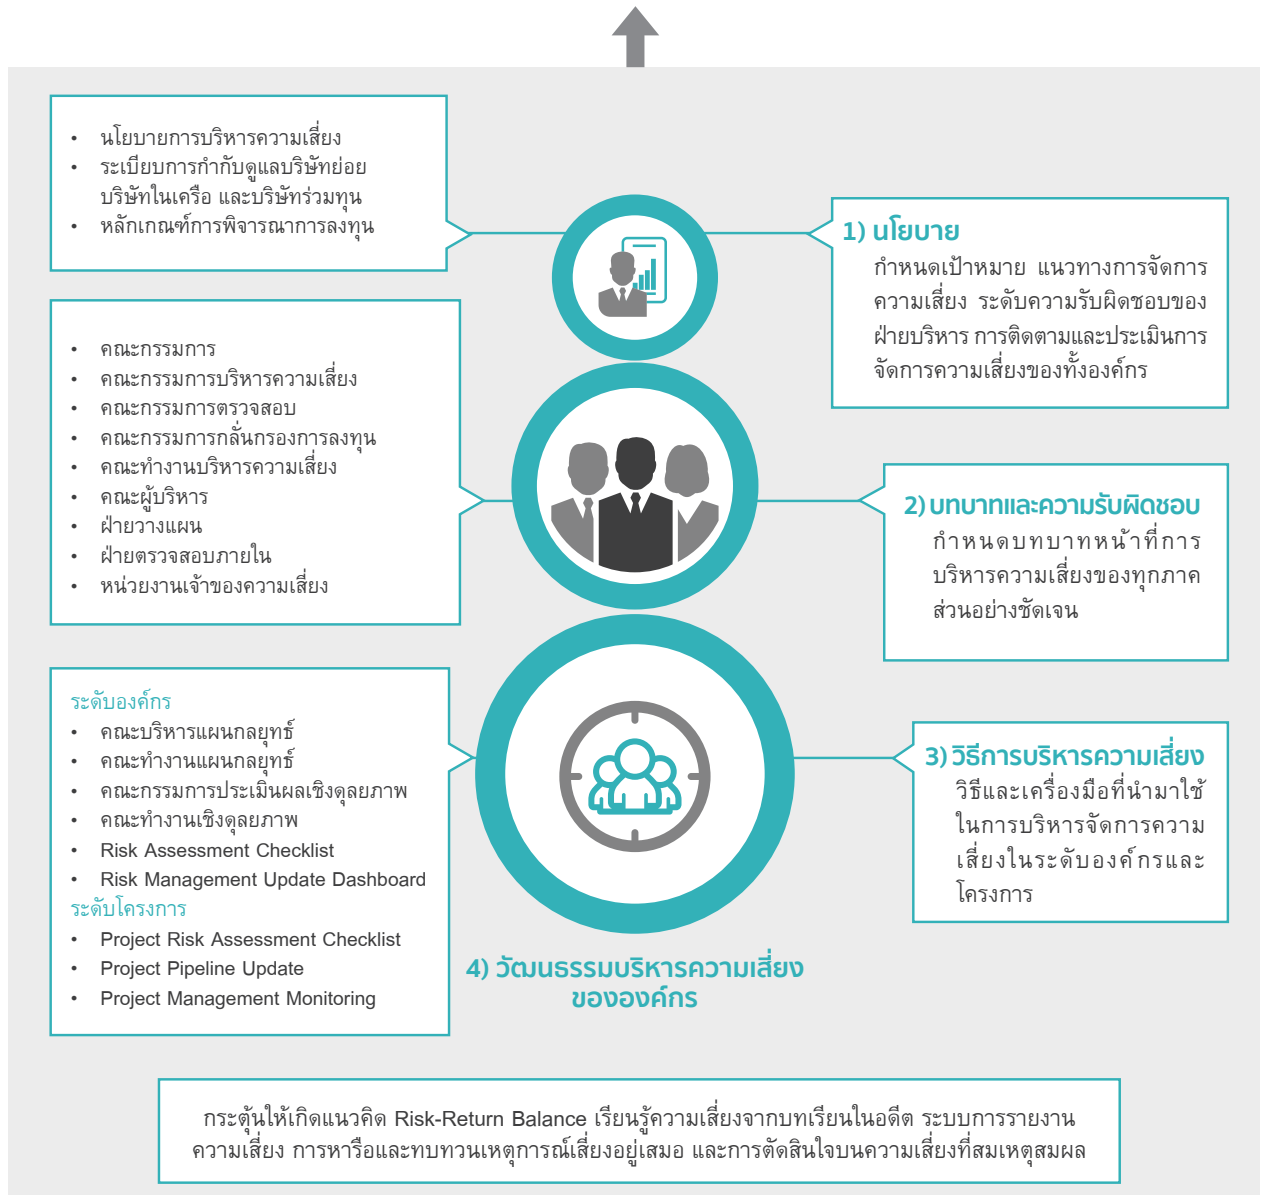 • นโยบายการบริหารความเสี่ยง
• ระเบียบการกำกับดูแลบริษัทย่อย
บริษัทในเครือ และบริษัทร่วมทุน
• หลักเกณฑ์การพิจารณาการลงทุน
1) นโยบาย
กำหนดเป้าหมาย แนวทางการจัดการ
ความเสี่ยง ระดับความรับผิดชอบของ
ฝ่ายบริหาร การติดตามและประเมินการ
จัดการความเสี่ยงของทั้งองค์กร
• คณะกรรมการ
• คณะกรรมการบริหารความเสี่ยง
• คณะกรรมการตรวจสอบ
• คณะกรรมการกลั่นกรองการลงทุน
• คณะทำงานบริหารความเสี่ยง
• คณะผู้บริหาร
• ฝ่ายวางแผน
• ฝ่ายตรวจสอบภายใน
• หน่วยงานเจ้าของความเสี่ยง
2) บทบาทและความรับผิดชอบ
กำหนดบทบาทหน้าที่การ
บริหารความเสี่ยงของทุกภาค
ส่วนอย่างชัดเจน
ระดับองค์กร
• คณะบริหารแผนกลยุทธ์
• คณะทำงานแผนกลยุทธ์
• คณะกรรมการประเมินผลเชิงดุลยภาพ
• คณะทำงานเชิงดุลยภาพ
• Risk Assessment Checklist
• Risk Management Update Dashboard
ระดับโครงการ
• Project Risk Assessment Checklist
• Project Pipeline Update
• Project Management Monitoring
3) วิธีการบริหารความเสี่ยง
วิธีและเครื่องมือที่นำมาใช้
ในการบริหารจัดการความ
เสี่ยงในระดับองค์กรและ
โครงการ
4) วัฒนธรรมบริหารความเสี่ยง
ขององค์กร
กระตุ้นให้เกิดแนวคิด Risk-Return Balance เรียนรู้ความเสี่ยงจากบทเรียนในอดีต ระบบการรายงาน
ความเสี่ยง การหารือและทบทวนเหตุการณ์เสี่ยงอยู่เสมอ และการตัดสินใจบนความเสี่ยงที่สมเหตุสมผล